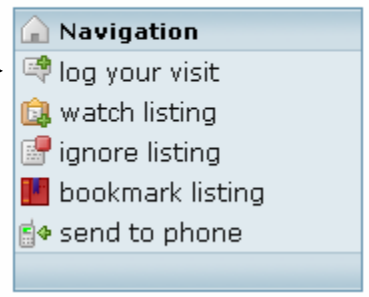 Navigation
log your visit
watch listing
ignore listing
bookmark listing
send to phone